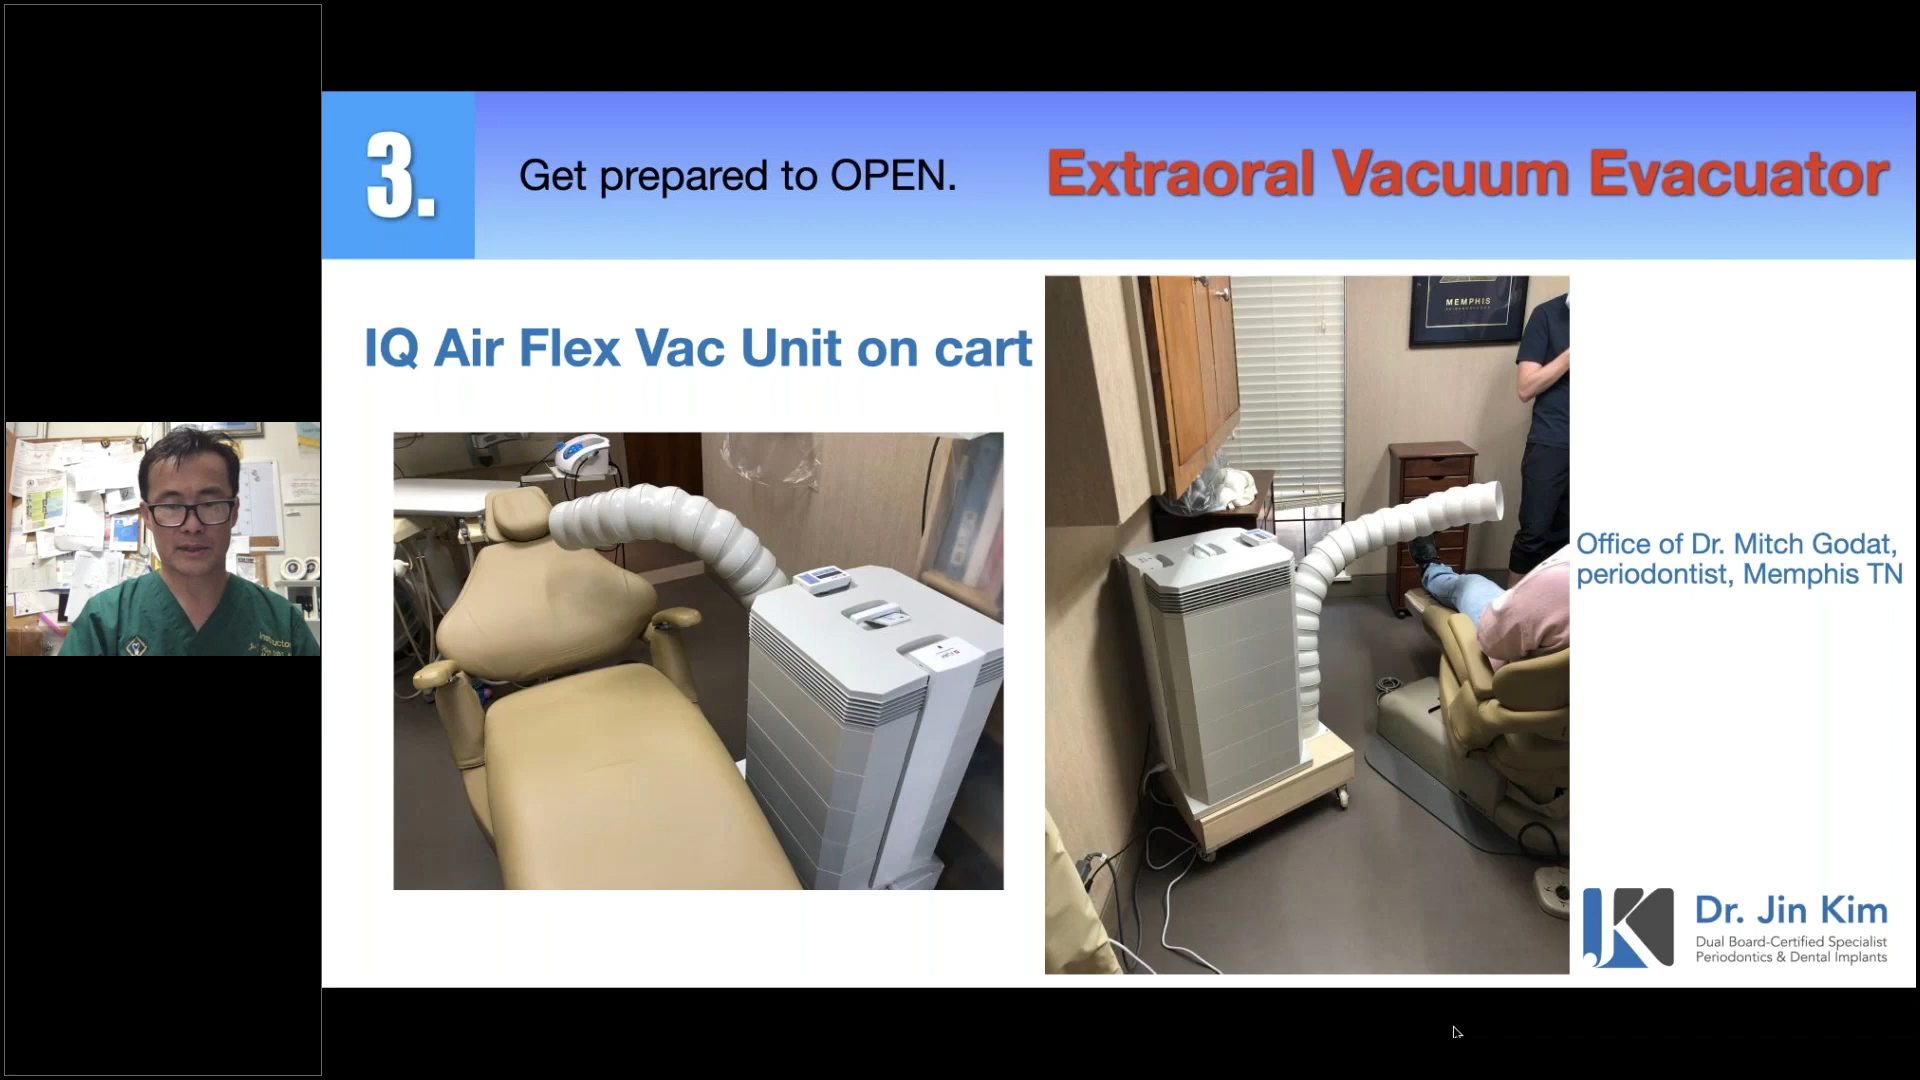 3.
Get prepared to OPEN.
Extraoral Vacuum Evacuator
IQ Air Flex Vac Unit on cart
MEMPHIS
Office of Dr. Mitch Godat,
periodontist, Memphis TN
JK
Dr. Jin Kim
Dual Board-Certified Specialist
Periodontics & Dental Implants